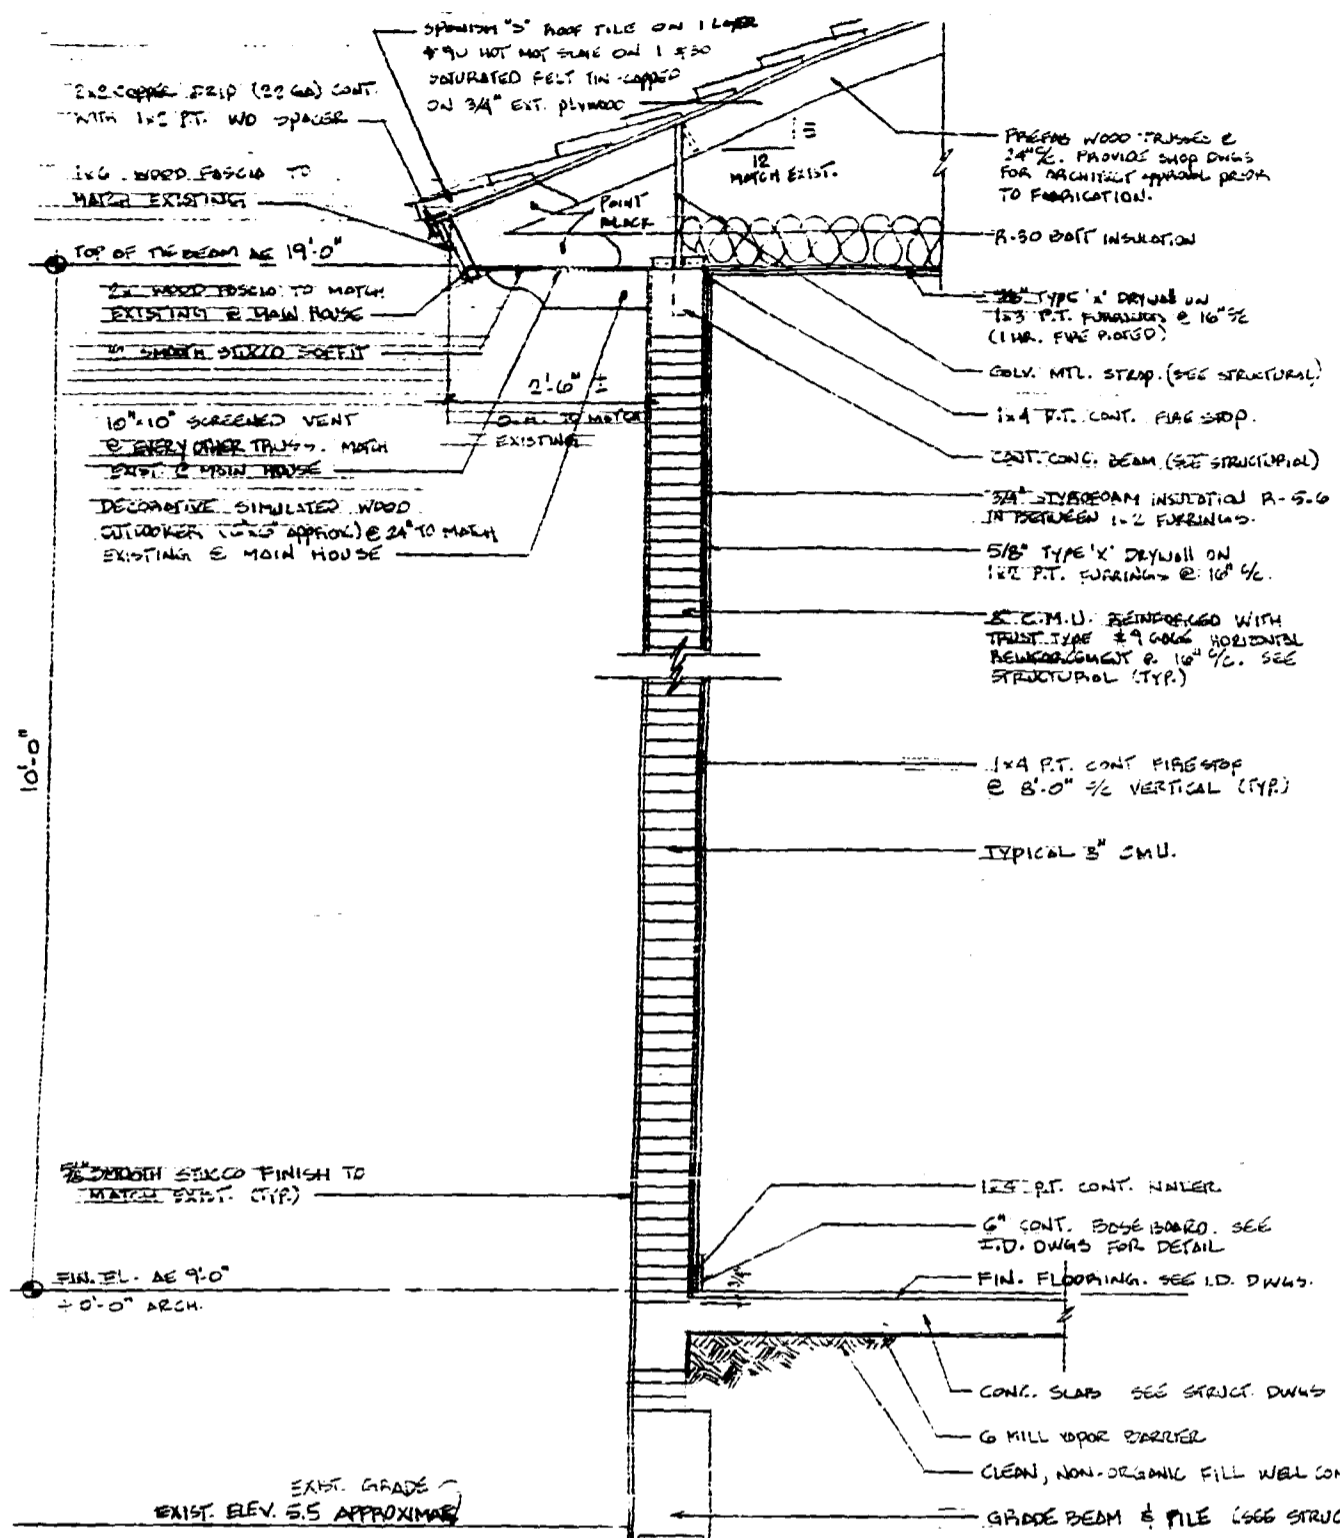 SPANISH "S" ROOF TILE ON 1 LAYER
# 90 HOT MOP ON 1 #30
SATURATED FELT TIN-CAPPED
ON 3/4" EXT. PLYWOOD
2x2 COPPER DRIP (22 GA) CONT.
WITH 1x2 P.T. WD SPACER
1x6 WOOD FASCIA TO
MATCH EXISTING
TOP OF TIE BEAM AE 19'-0"
2x WOOD FASCIA TO MATCH
EXISTING @ MAIN HOUSE
SMOOTH STUCCO SOFFIT
10"x10" SCREENED VENT
@ EVERY OTHER TRUSS. MATCH
EXIST @ MAIN HOUSE
DECORATIVE SIMULATED WOOD
OUTLOOKER APPROX) @ 24" TO MATCH
EXISTING @ MAIN HOUSE
2'-6" ±
O.H. TO MATCH
EXISTING
PAINT
BLACK
12
MATCH EXIST.
PREFAB WOOD TRUSSES @
24" C/C. PROVIDE SHOP DWGS
FOR ARCHITECT APPROVAL PRIOR
TO FABRICATION.
R-30 BATT INSULATION
TYPE 'X' DRYWALL ON
1x3 P.T. FURRINGS @ 16" C/C
(1 HR. FIRE RATED)
GALV. MTL. STRAP. (SEE STRUCTURAL)
1x4 P.T. CONT. FIRE STOP.
CONT. CONC. BEAM (SEE STRUCTURAL)
3/4" STYROFOAM INSULATION R-5.6
IN BETWEEN 1x2 FURRINGS.
5/8" TYPE 'X' DRYWALL ON
1x2 P.T. FURRINGS @ 16" C/C.
8" C.M.U. REINFORCED WITH
TRUST TYPE #9 GAGE HORIZONTAL
REINFORCEMENT @ 16" C/C. SEE
STRUCTURAL (TYP.)
10'-0"
1x4 P.T. CONT FIRE STOP
@ 8'-0" C/C VERTICAL (TYP.)
TYPICAL 8" CMU.
5/8" SMOOTH STUCCO FINISH TO
MATCH EXIST. (TYP.)
P.T. CONT. NAILER
6" CONT. BASE BOARD. SEE
I.D. DWGS FOR DETAIL
FIN. EL. AE 9'-0"
0'-0" ARCH.
FIN. FLOORING. SEE I.D. DWGS.
CONC. SLAB SEE STRUCT. DWGS
6 MILL VAPOR BARRIER
CLEAN, NON-ORGANIC FILL WELL CON
EXIST. GRADE
EXIST. ELEV. 5.5 APPROXIMATE
GRADE BEAM & PILE (SEE STRUC